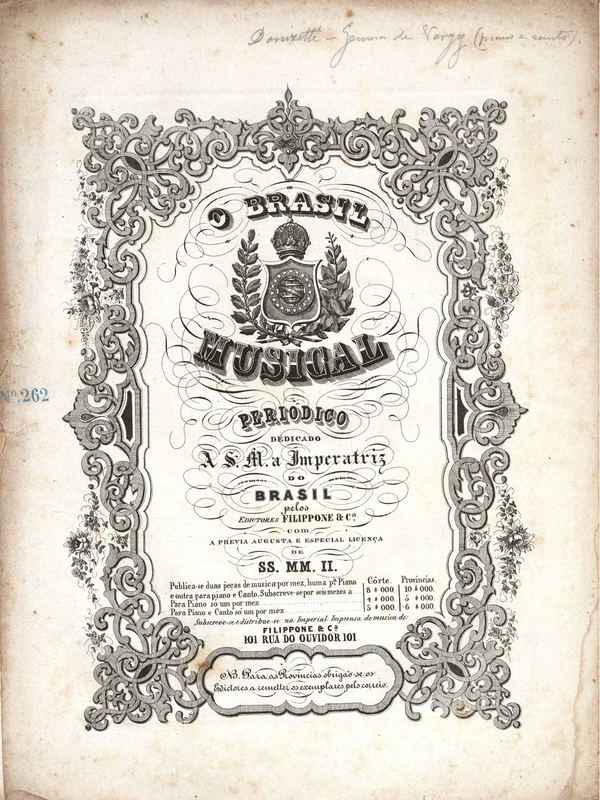 Donizetti - Gemma de Vergy (piano e canto).
O BRASIL
MUSICAL
Nº. 262
PERIODICO
DEDICADO
A S. M. a Imperatriz
DO
BRASIL
pelos
EDICTORES FILIPPONE & Cª
com
A PREVIA AUGUSTA E ESPECIAL LICENÇA
DE
SS. MM. II.
Côrte. Provincias.
Publica-se duas peças de musica por mez, huma pª Piano
e outra para piano e Canto. Subscreve-se por seis mezes a 8 $ 000. 10 $ 000.
Para Piano só um por mez 4 $ 000. 5 $ 000.
Para Piano e Canto só um por mez 5 $ 000. 6 $ 000.
Subscreve-se e distribue-se na Imperial Imprensa de musica de
FILIPPONE & Cª
101 RUA DO OUVIDOR 101
NB. Para as Provincias obrigão-se os
Edictores a remetter os exemplares pelo correio.